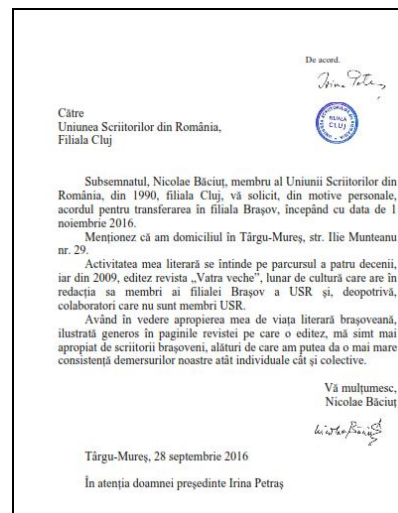 De acord.
Irina Petraș
FILIALA
CLUJ
Către
Uniunea Scriitorilor din România,
Filiala Cluj
Subsemnatul, Nicolae Băciuț, membru al Uniunii Scriitorilor din
România, din 1990, filiala Cluj, vă solicit, din motive personale,
acordul pentru transferarea în filiala Brașov, începând cu data de 1
noiembrie 2016.
Menționez că am domiciliul în Târgu-Mureș, str. Ilie Munteanu
nr. 29.
Activitatea mea literară se întinde pe parcursul a patru decenii,
iar din 2009, editez revista „Vatra veche”, lunar de cultură care are în
redacția sa membri ai filialei Brașov a USR și, deopotrivă,
colaboratori care nu sunt membri USR.
Având în vedere apropierea mea de viața literară brașoveană,
ilustrată generos în paginile revistei pe care o editez, mă simt mai
apropiat de scriitorii brașoveni, alături de care am putea da o mai mare
consistență demersurilor noastre atât individuale cât și colective.
Vă mulțumesc,
Nicolae Băciuț
Nicolae Băciuț
Târgu-Mureș, 28 septembrie 2016
În atenția doamnei președinte Irina Petraș